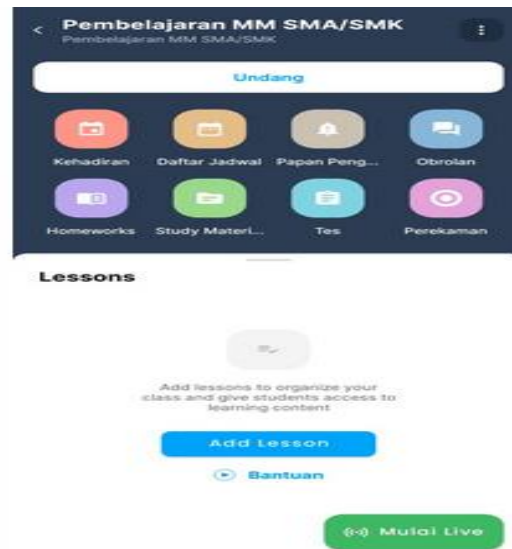 Pembelajaran MM SMA/SMK
Pembelajaran MM SMA/SMK
Undang
Kehadiran Daftar Jadwal Papan Peng... Obrolan
Homeworks Study Materi... Tes Perekaman
Lessons
Add lessons to organize your
class and give students access to
learning content
Add Lesson
Bantuan
Mulai Live